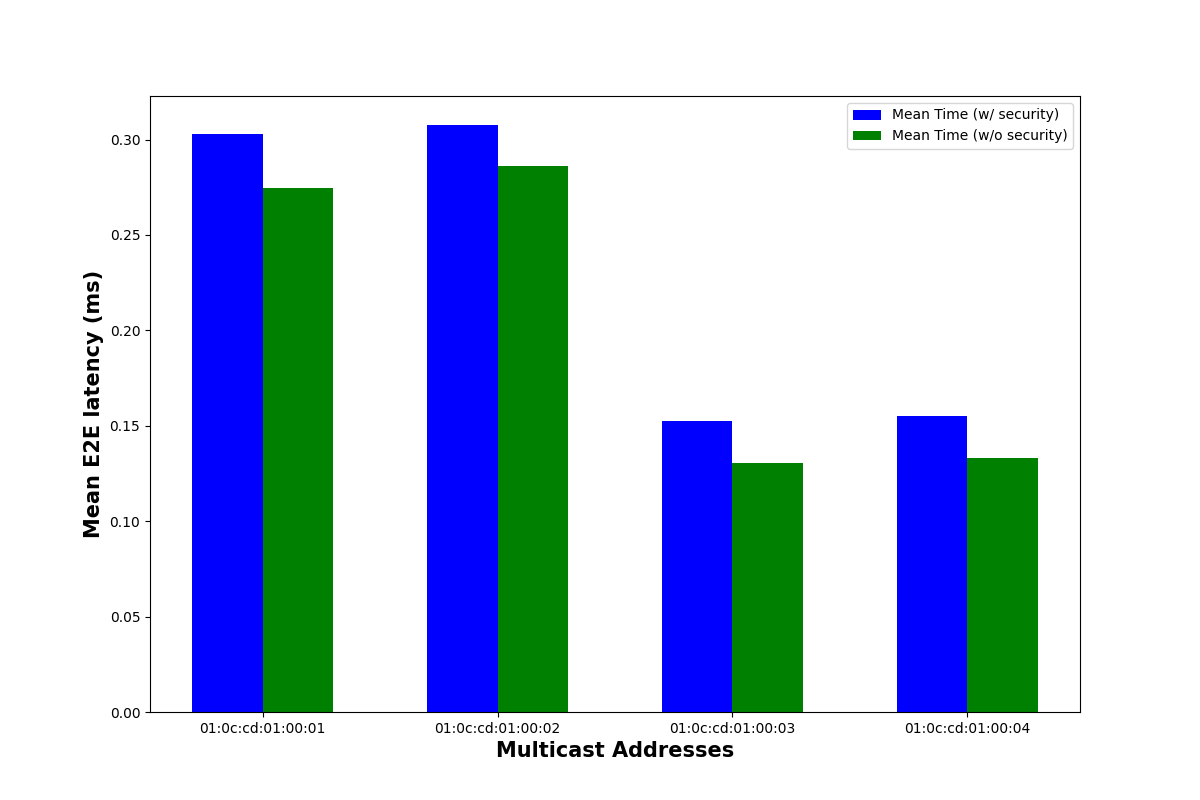 Mean Time (w/ security)
Mean Time (w/o security)
Mean E2E latency (ms)
0.30
0.25
0.20
0.15
0.10
0.05
0.00
01:0c:cd:01:00:01 01:0c:cd:01:00:02 01:0c:cd:01:00:03 01:0c:cd:01:00:04
Multicast Addresses